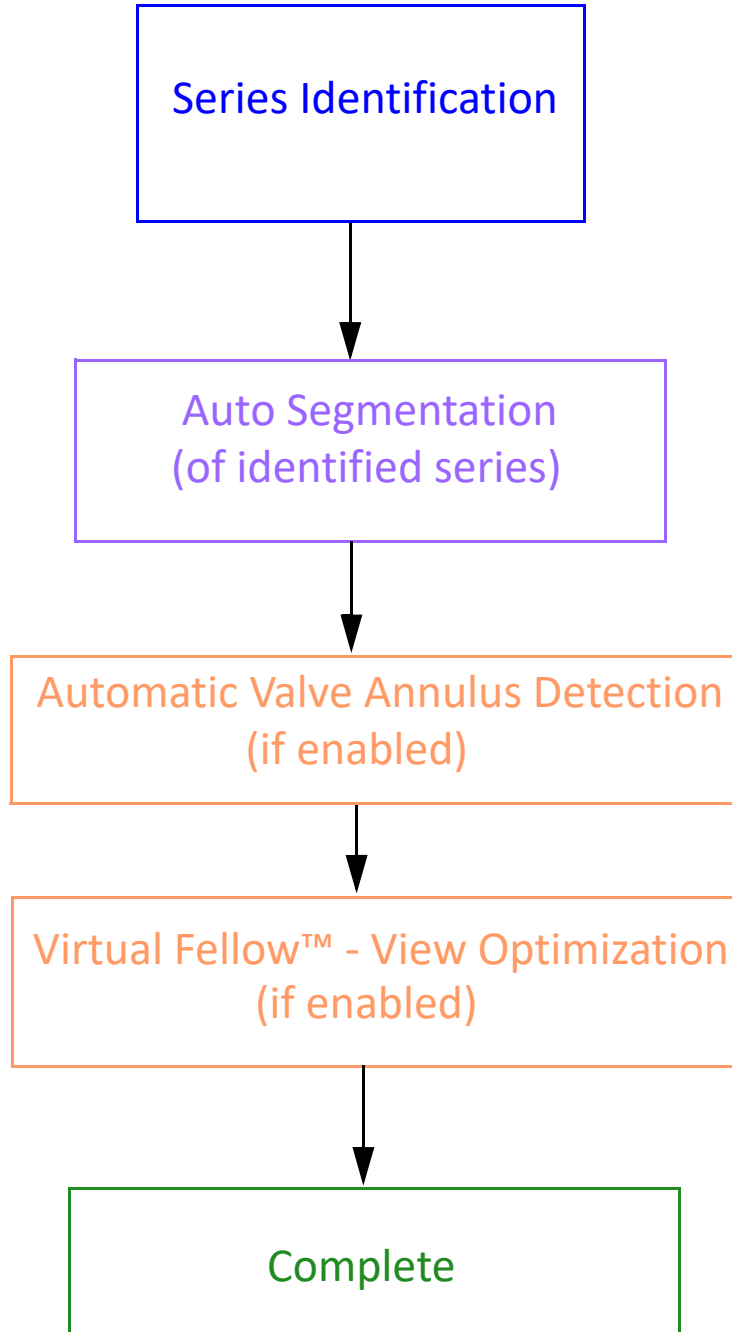 Series Identification
Auto Segmentation
(of identified series)
Automatic Valve Annulus Detection
(if enabled)
Virtual Fellow™ - View Optimization
(if enabled)
Complete